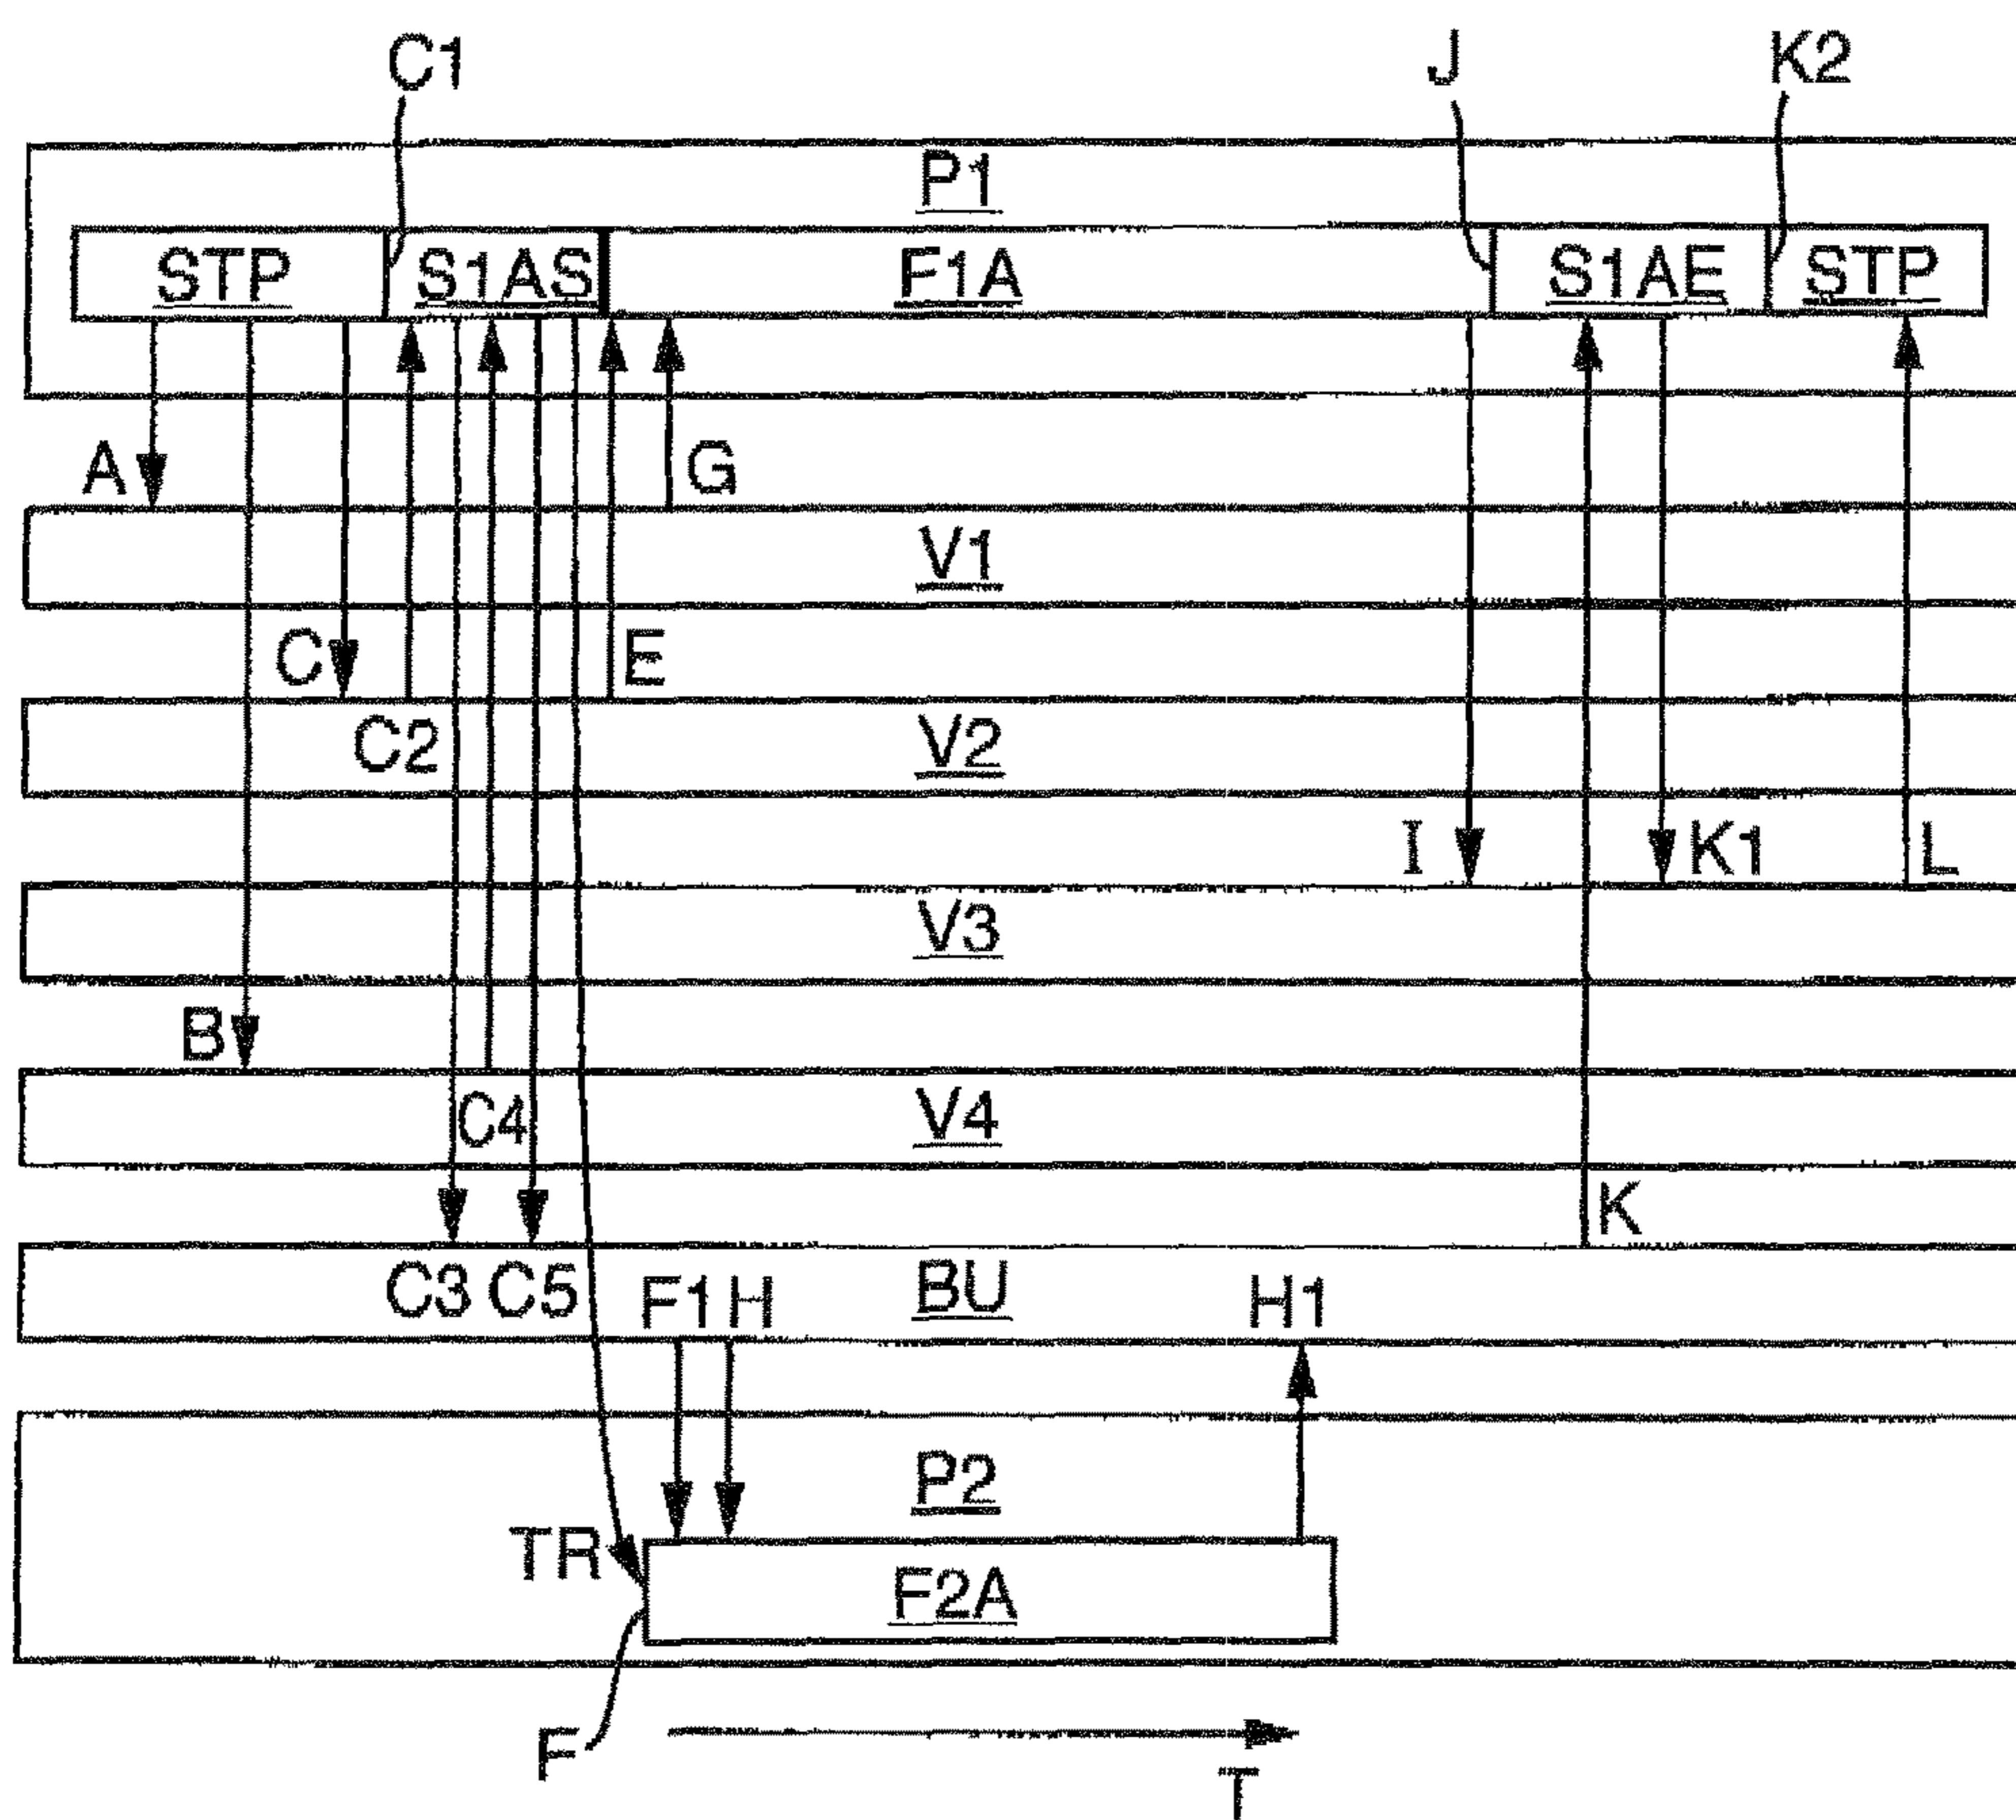 C1
J
K2
P1
STP
S1AS
F1A
S1AE
STP
A
G
V1
C
E
C2
V2
I
K1
L
V3
B
C4
V4
K
C3 C5
F1 H
BU
H1
P2
TR
F2A
F
T